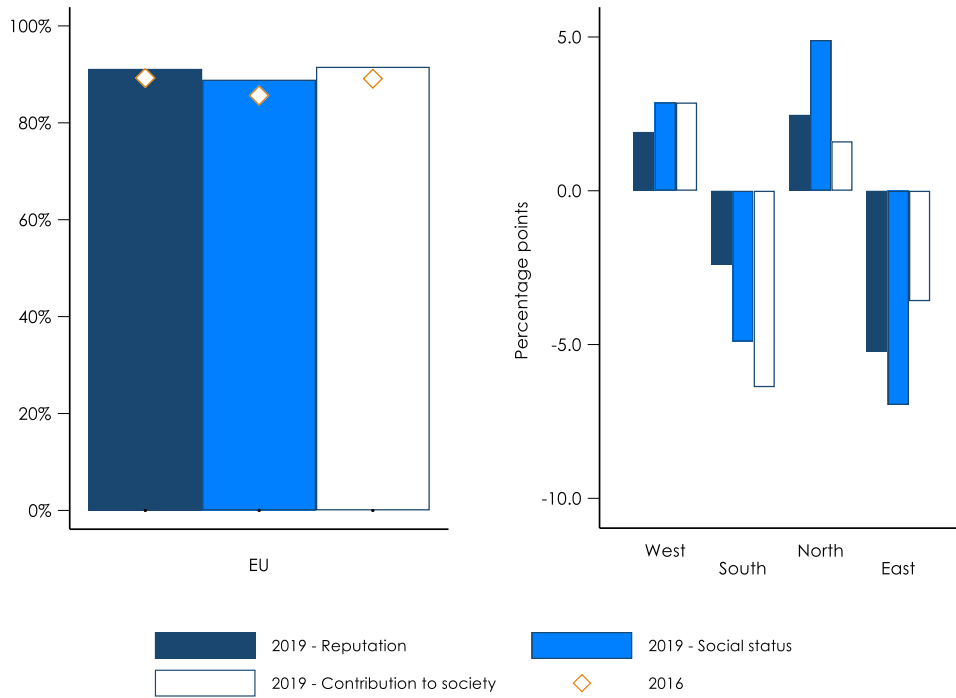 100%
80%
60%
40%
20%
0%
EU
Percentage points
5.0
0.0
-5.0
-10.0
West
South
North
East
2019 - Reputation
2019 - Social status
2019 - Contribution to society
2016